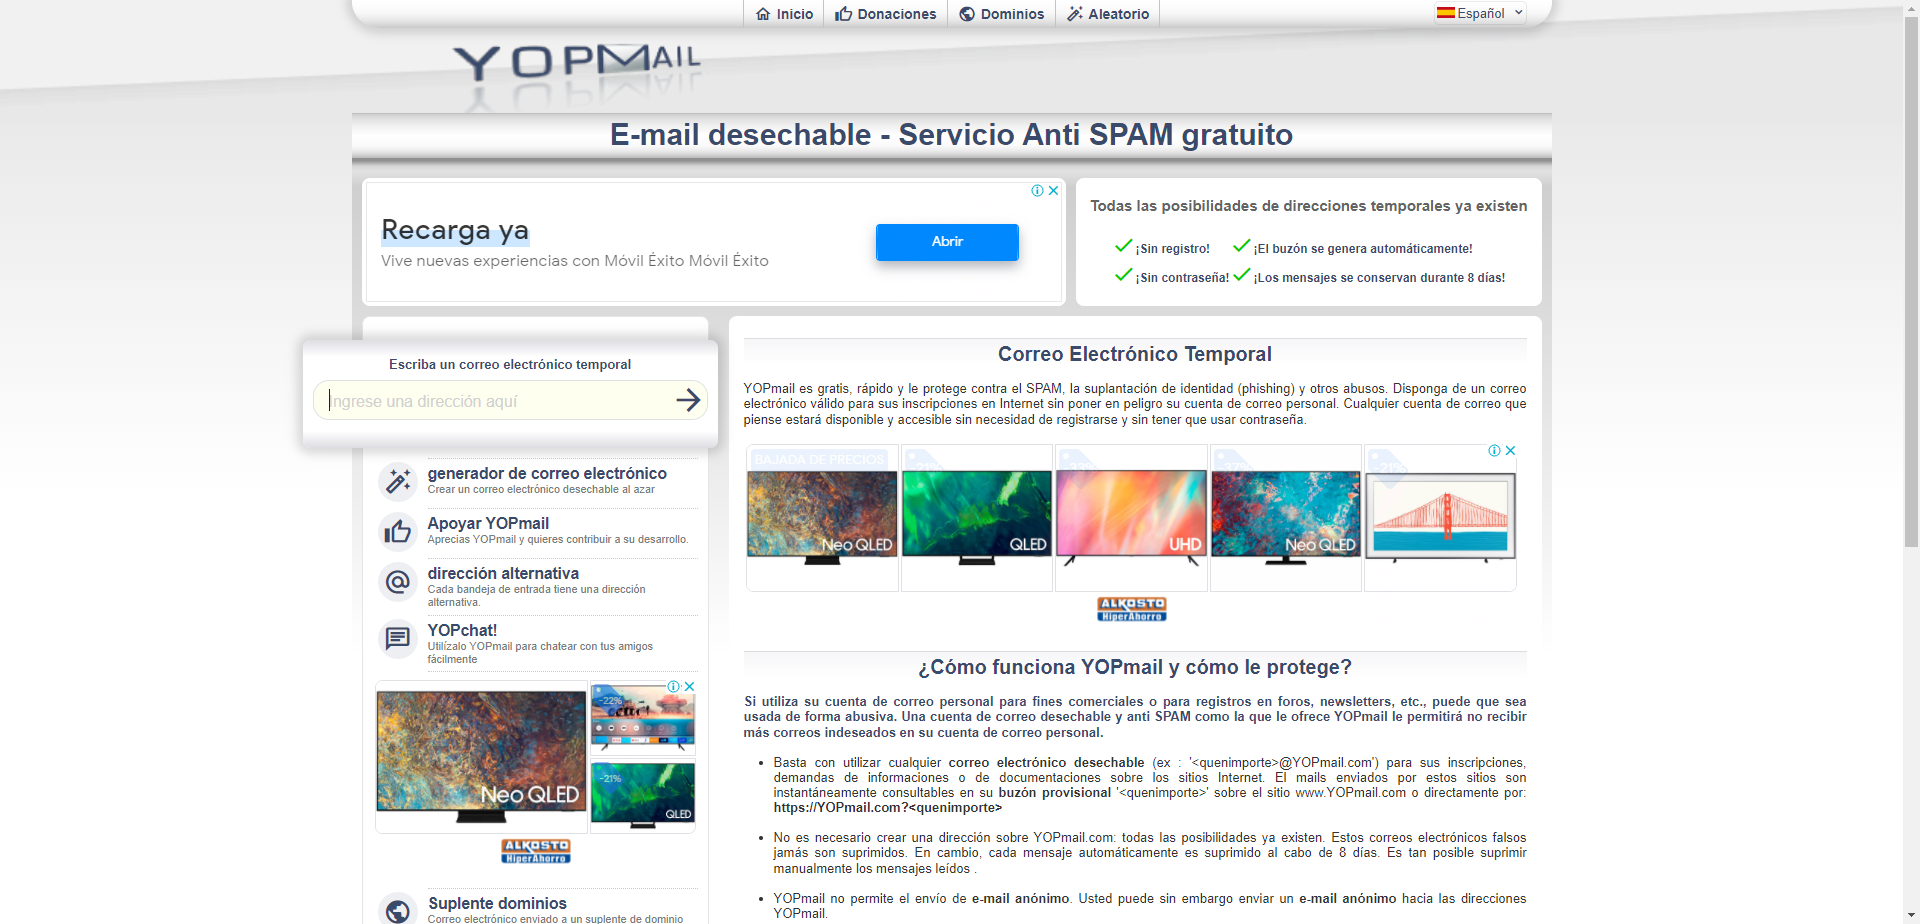 Inicio
Donaciones
Dominios
Aleatorio
Español
YOPMAIL
E-mail desechable - Servicio Anti SPAM gratuito
Recarga ya
Vive nuevas experiencias con Móvil Éxito Móvil Éxito
Abrir
Todas las posibilidades de direcciones temporales ya existen
¡Sin registro!
¡El buzón se genera automáticamente!
¡Sin contraseña!
¡Los mensajes se conservan durante 8 días!
Escriba un correo electrónico temporal
Ingrese una dirección aquí
generador de correo electrónico
Crear un correo electrónico desechable al azar
Apoyar YOPmail
Aprecias YOPmail y quieres contribuir a su desarrollo.
dirección alternativa
Cada bandeja de entrada tiene una dirección
alternativa.
YOPchat!
Utilízalo YOPmail para chatear con tus amigos
fácilmente
-22%
Neo QLED
-21%
QLED
ALKOSTO
HiperAhorro
Suplente dominios
Correo electrónico enviado a un suplente de dominio
Correo Electrónico Temporal
YOPmail es gratis, rápido y le protege contra el SPAM, la suplantación de identidad (phishing) y otros abusos. Disponga de un correo
electrónico válido para sus inscripciones en Internet sin poner en peligro su cuenta de correo personal. Cualquier cuenta de correo que
piense estará disponible y accesible sin necesidad de registrarse y sin tener que usar contraseña.
BAJADA DE PRECIOS
-21%
-33%
-37%
-21%
Neo QLED
QLED
UHD
Neo QLED
ALKOSTO
HiperAhorro
¿Cómo funciona YOPmail y cómo le protege?
Si utiliza su cuenta de correo personal para fines comerciales o para registros en foros, newsletters, etc., puede que sea
usada de forma abusiva. Una cuenta de correo desechable y anti SPAM como la que le ofrece YOPmail le permitirá no recibir
más correos indeseados en su cuenta de correo personal.
Basta con utilizar cualquier correo electrónico desechable (ex : '<quenimporte>@YOPmail.com') para sus inscripciones,
demandas de informaciones o de documentaciones sobre los sitios Internet. El mails enviados por estos sitios son
instantáneamente consultables en su buzón provisional '<quenimporte>' sobre el sitio www.YOPmail.com o directamente por:
https://YOPmail.com?<quenimporte>
No es necesario crear una dirección sobre YOPmail.com: todas las posibilidades ya existen. Estos correos electrónicos falsos
jamás son suprimidos. En cambio, cada mensaje automáticamente es suprimido al cabo de 8 días. Es tan posible suprimir
manualmente los mensajes leídos .
YOPmail no permite el envío de e-mail anónimo. Usted puede sin embargo enviar un e-mail anónimo hacia las direcciones
YOPmail.